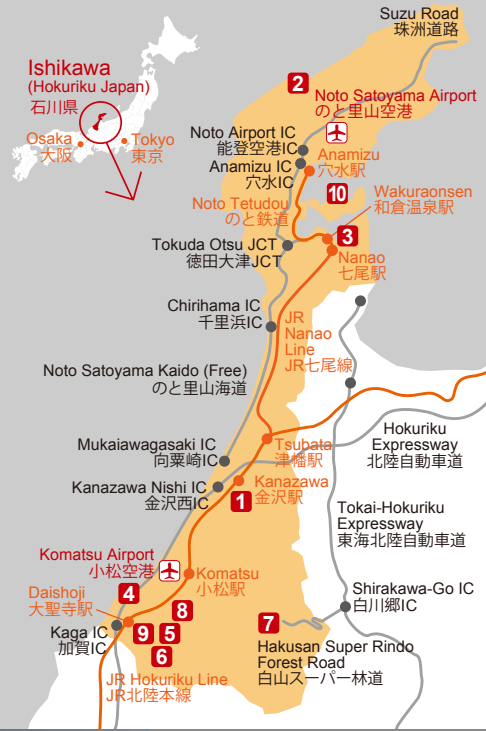 Suzu Road
珠洲道路
Ishikawa
(Hokuriku Japan)
石川県
Osaka
大阪
Tokyo
東京
2
Noto Satoyama Airport
のと里山空港
Noto Airport IC
能登空港IC
Anamizu IC
穴水IC
Anamizu
穴水駅
10
Noto Tetudou
のと鉄道
Wakuraonsen
和倉温泉駅
3
Tokuda Otsu JCT
徳田大津JCT
Nanao
七尾駅
Chirihama IC
千里浜IC
JR
Nanao
Line
JR七尾線
Noto Satoyama Kaido (Free)
のと里山海道
Mukaiawagasaki IC
向粟崎IC
Tsubata
津幡駅
Hokuriku
Expressway
北陸自動車道
Kanazawa Nishi IC
金沢西IC
1
Kanazawa
金沢駅
Tokai-Hokuriku
Expressway
東海北陸自動車道
Komatsu Airport
小松空港
Komatsu
小松駅
4
Daishoji
大聖寺駅
8
Shirakawa-Go IC
白川郷IC
Kaga IC
加賀IC
9
5
7
6
Hakusan Super Rindo
Forest Road
白山スーパー林道
JR Hokuriku Line
JR北陸本線